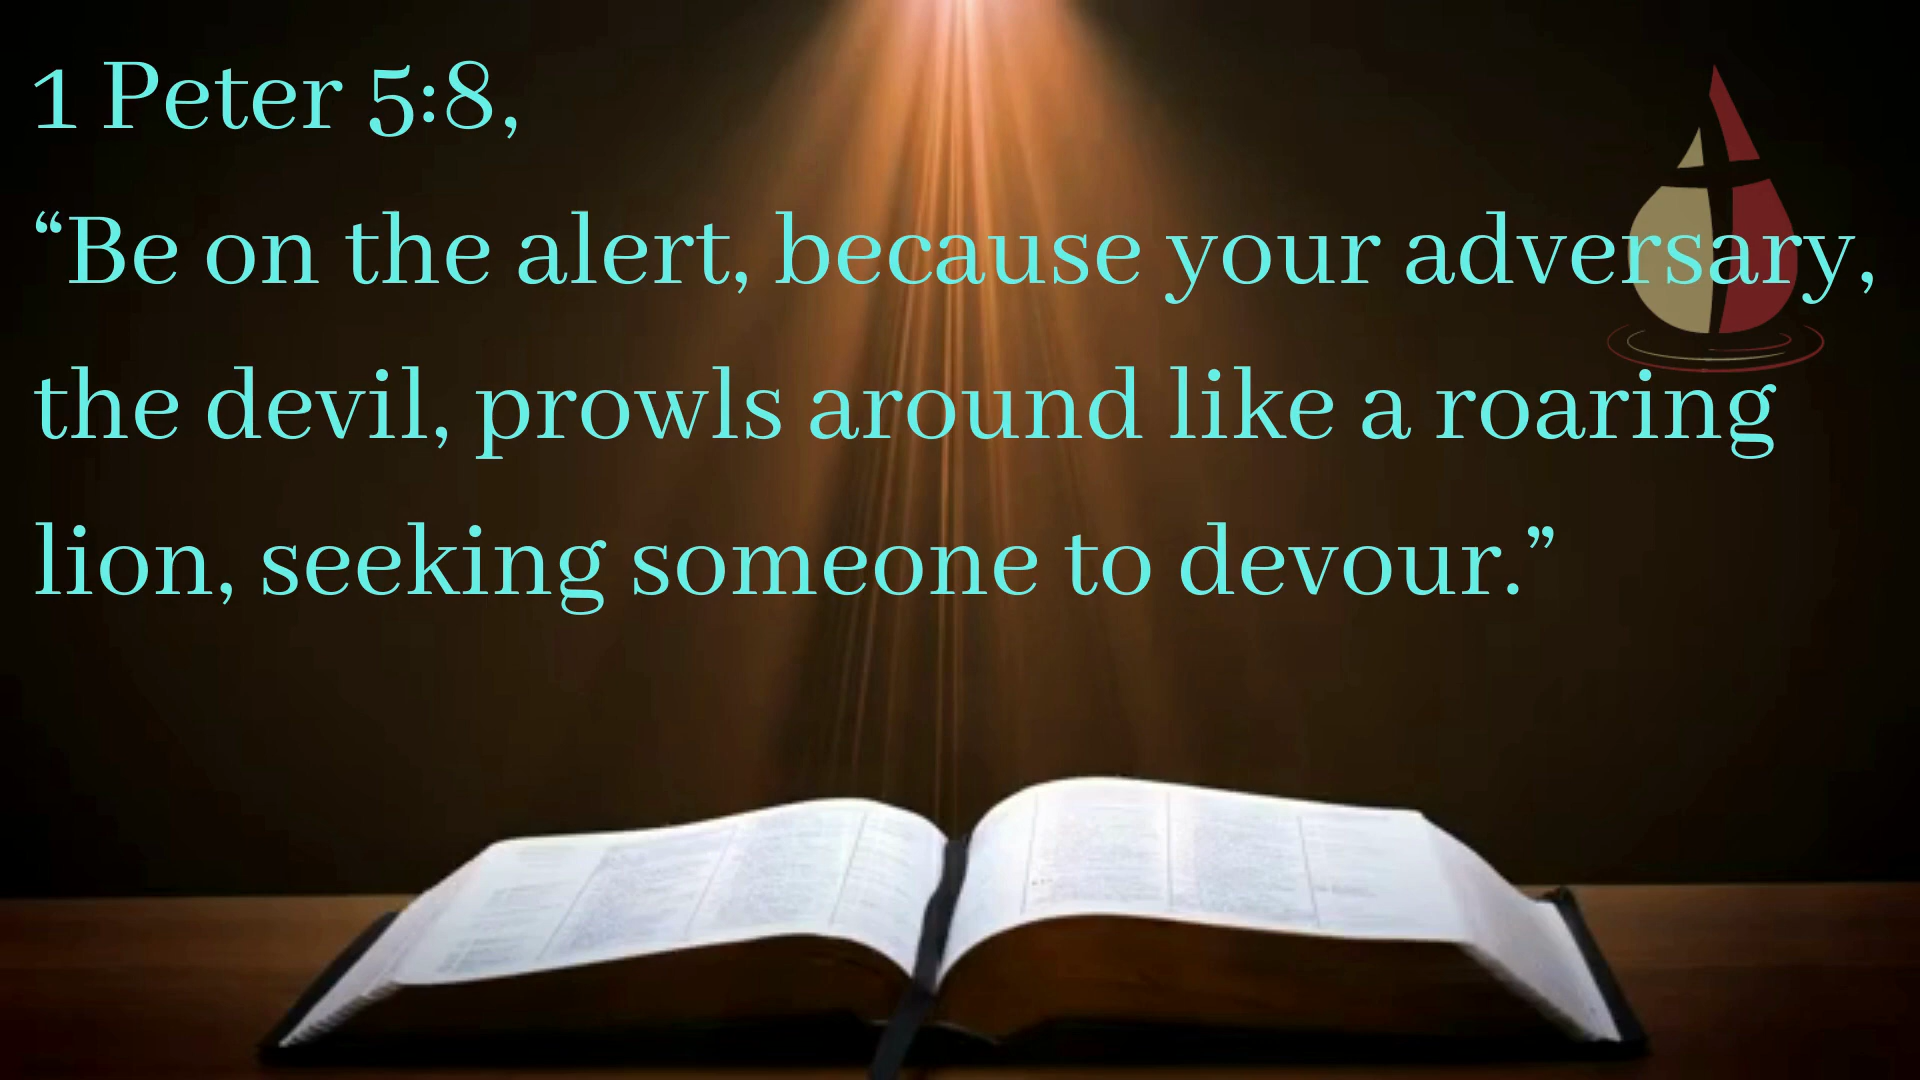 1 Peter 5:8,
“Be on the alert, because your adversary,
the devil, prowls around like a roaring
lion, seeking someone to devour.”